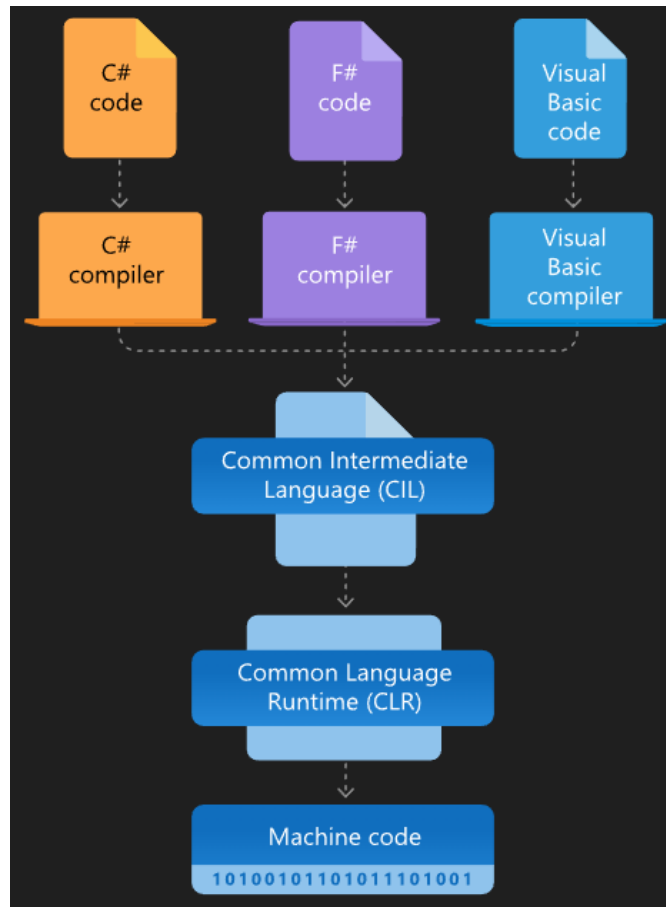 C#
code
F#
code
Visual
Basic
code
C#
compiler
F#
compiler
Visual
Basic
compiler
Common Intermediate
Language (CIL)
Common Language
Runtime (CLR)
Machine code
101001011010111101001